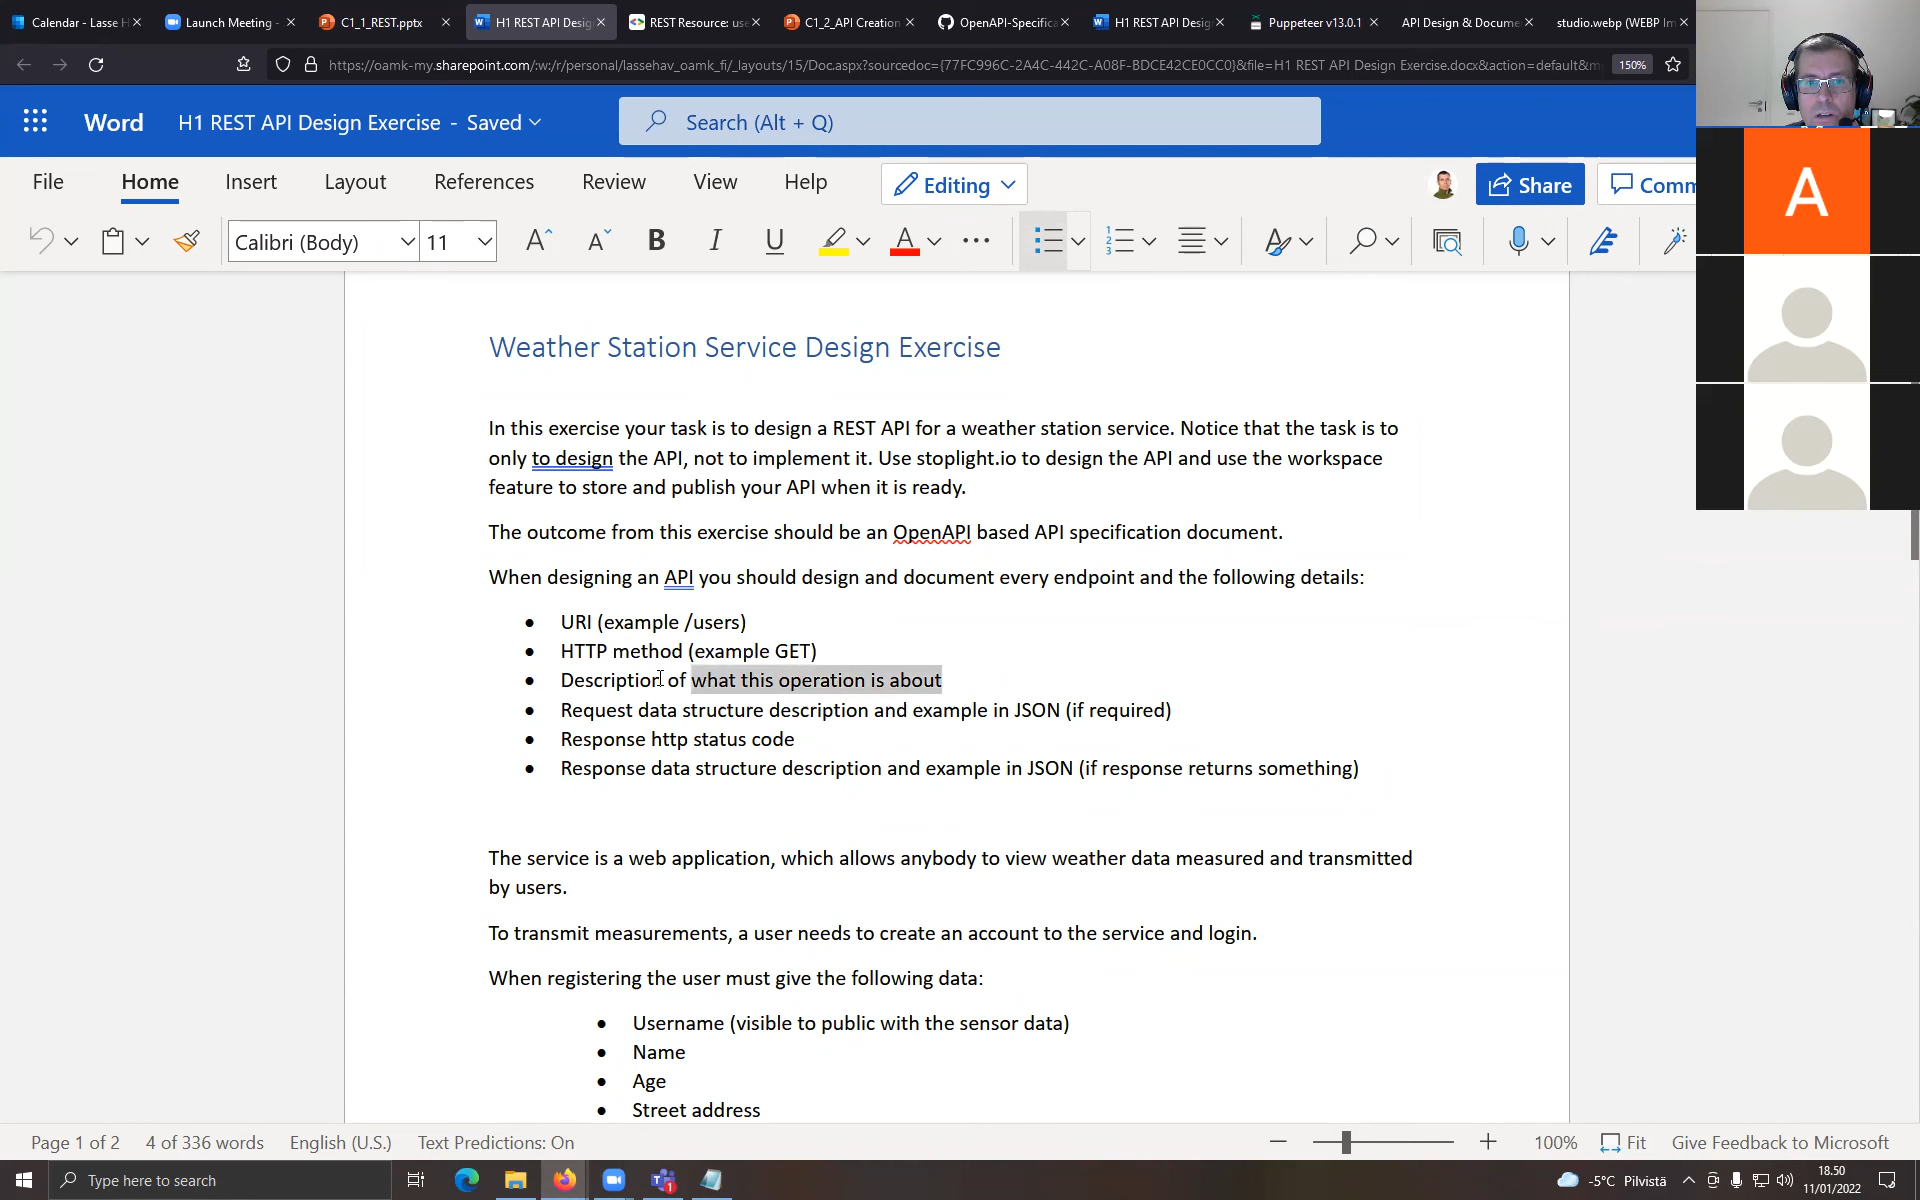 Calendar - Lasse H
Launch Meeting -
C1_1_REST.pptx
H1 REST API Desig
REST Resource: use
C1_2_API Creation
OpenAPI-Specifica
H1 REST API Desig
Puppeteer v13.0.1
API Design & Docume
studio.webp (WEBP Im
https://oamk-my.sharepoint.com/:w:/r/personal/lassehav_oamk_fi/_layouts/15/Doc.aspx?sourcedoc={77FC996C-2A4C-442C-A08F-BDCE42CE0CC0}&file=H1 REST API Design Exercise.docx&action=default&m
150%
Word
H1 REST API Design Exercise - Saved
Search (Alt + Q)
File
Home
Insert
Layout
References
Review
View
Help
Editing
Share
Comm
A
Calibri (Body)
11
A
A
B
I
U
A
Weather Station Service Design Exercise
In this exercise your task is to design a REST API for a weather station service. Notice that the task is to
only to design the API, not to implement it. Use stoplight.io to design the API and use the workspace
feature to store and publish your API when it is ready.
The outcome from this exercise should be an OpenAPI based API specification document.
When designing an API you should design and document every endpoint and the following details:
• URI (example /users)
• HTTP method (example GET)
• Description of what this operation is about
• Request data structure description and example in JSON (if required)
• Response http status code
• Response data structure description and example in JSON (if response returns something)
The service is a web application, which allows anybody to view weather data measured and transmitted
by users.
To transmit measurements, a user needs to create an account to the service and login.
When registering the user must give the following data:
• Username (visible to public with the sensor data)
• Name
• Age
• Street address
Page 1 of 2
4 of 336 words
English (U.S.)
Text Predictions: On
100%
Fit
Give Feedback to Microsoft
Type here to search
-5°C Pilvistä
18.50
11/01/2022